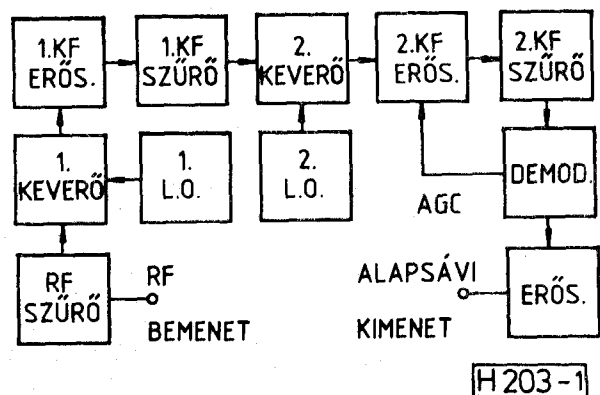 1.KF
ERŐS.
1.KF
SZŰRŐ
2.
KEVERŐ
2.KF
ERŐS.
2.KF
SZŰRŐ
1.
KEVERŐ
1.
L.O.
2.
L.O.
AGC
DEMOD.
RF
SZŰRŐ
RF
BEMENET
ALAPSÁVI
KIMENET
ERŐS.
H 203-1